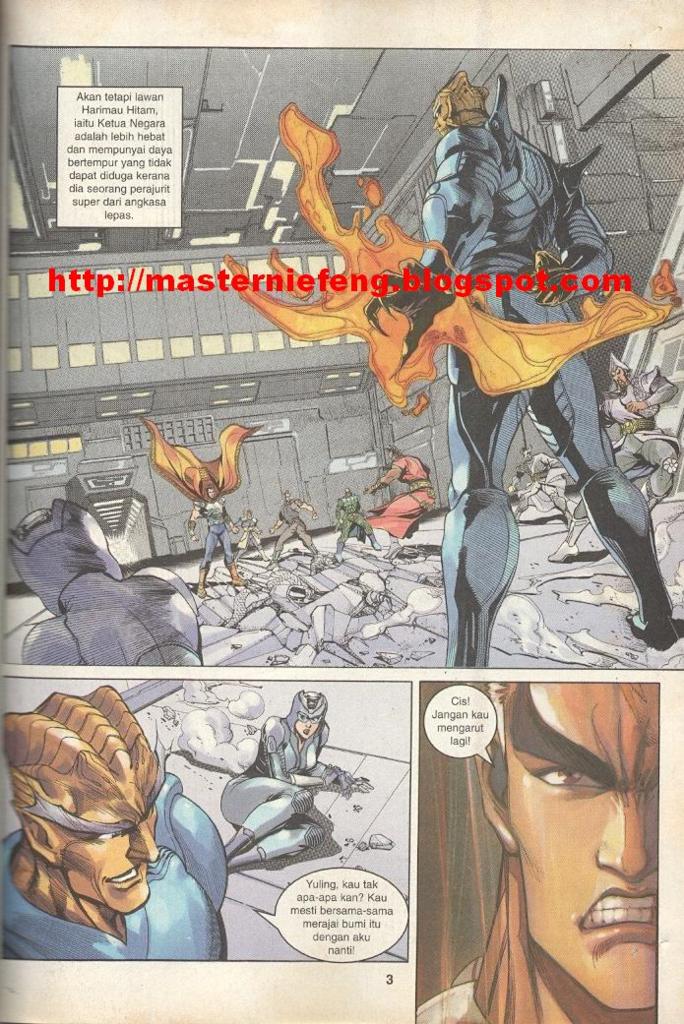 Akan tetapi lawan
Harimau Hitam,
iaitu Ketua Negara
adalah lebih hebat
dan mempunyai daya
bertempur yang tidak
dapat diduga kerana
dia seorang perajurit
super dari angkasa
lepas.
http://masterniefeng.blogspot.com
Yuling, kau tak
apa-apa kan? Kau
mesti bersama-sama
merajai bumi itu
dengan aku
nanti!
Cis!
Jangan kau
mengarut
lagi!
3